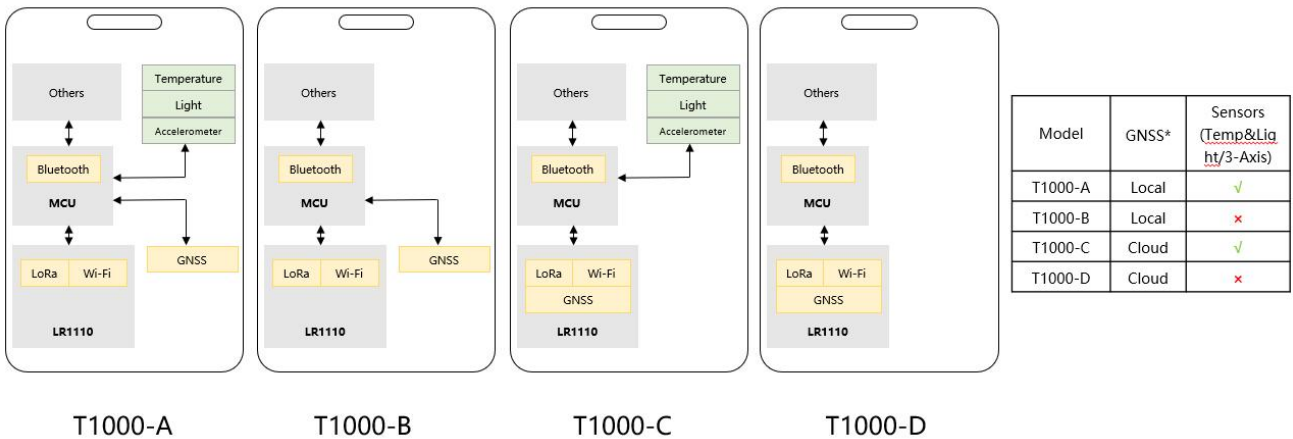 Others
Temperature
Light
Accelerometer
Bluetooth
MCU
GNSS
LoRa Wi-Fi
LR1110
T1000-A
Others
Bluetooth
MCU
GNSS
LoRa Wi-Fi
LR1110
T1000-B
Others
Temperature
Light
Accelerometer
Bluetooth
MCU
LoRa Wi-Fi
GNSS
LR1110
T1000-C
Others
Bluetooth
MCU
LoRa Wi-Fi
GNSS
LR1110
T1000-D
Model GNSS* Sensors
(Temp&Lig
ht/3-Axis)
T1000-A Local √
T1000-B Local ×
T1000-C Cloud √
T1000-D Cloud ×